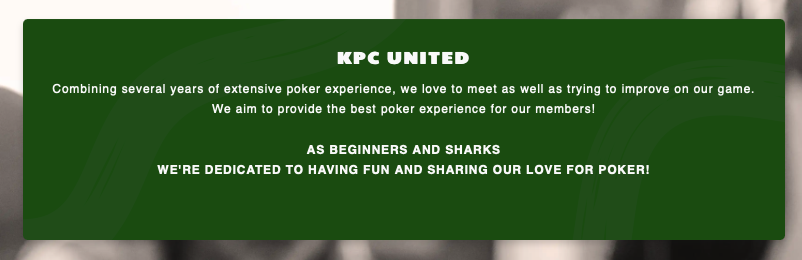 KPC UNITED
Combining several years of extensive poker experience, we love to meet as well as trying to improve on our game.
We aim to provide the best poker experience for our members!
AS BEGINNERS AND SHARKS
WE'RE DEDICATED TO HAVING FUN AND SHARING OUR LOVE FOR POKER!